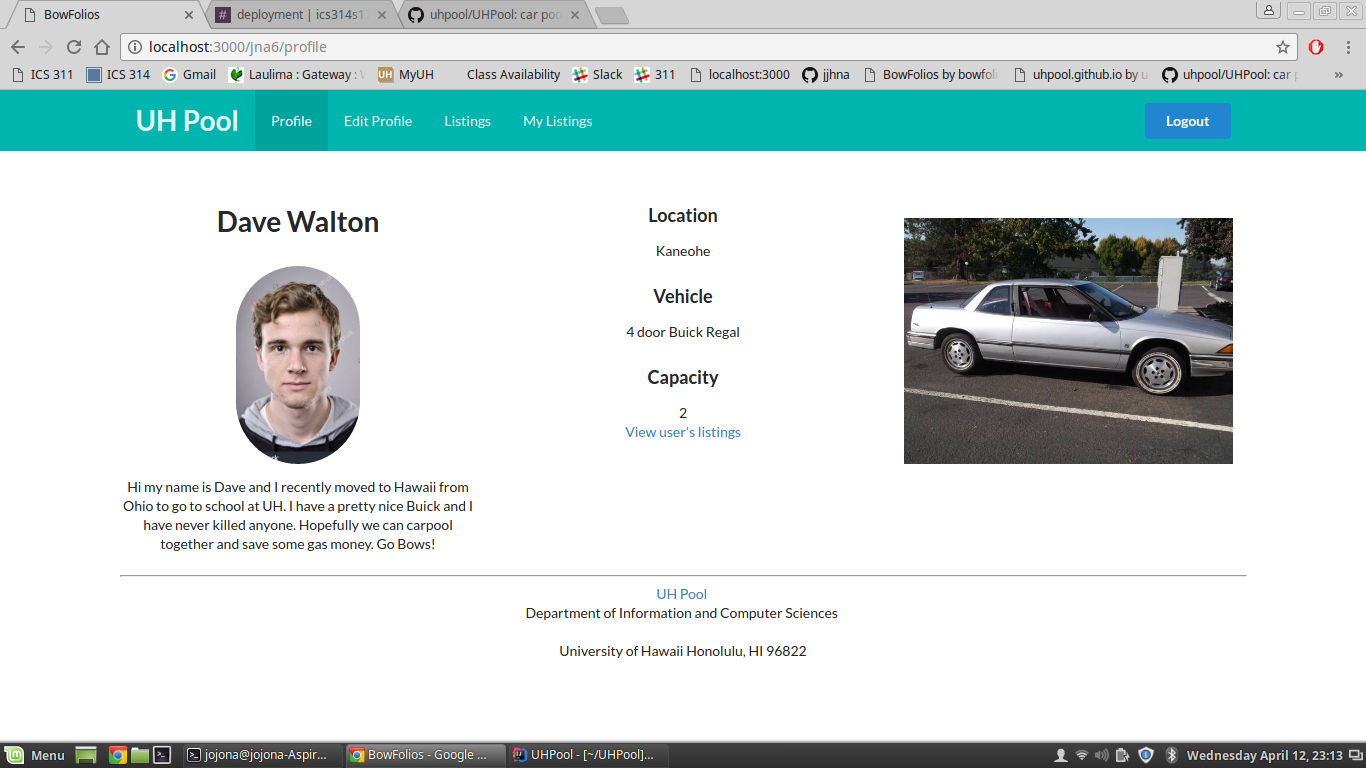 BowFolios
deployment | ics314s17
uhpool/UHPool: car poo
localhost:3000/jna6/profile
ICS 311
ICS 314
Gmail
Laulima : Gateway :
UH MyUH
Class Availability
Slack
311
localhost:3000
jjhna
BowFolios by bowfoli
uhpool.github.io by u
uhpool/UHPool: car p
»
UH Pool
Profile
Edit Profile
Listings
My Listings
Logout
Dave Walton
Hi my name is Dave and I recently moved to Hawaii from
Ohio to go to school at UH. I have a pretty nice Buick and I
have never killed anyone. Hopefully we can carpool
together and save some gas money. Go Bows!
Location
Kaneohe
Vehicle
4 door Buick Regal
Capacity
2
View user's listings
UH Pool
Department of Information and Computer Sciences
University of Hawaii Honolulu, HI 96822
Menu
jojona@jojona-Aspir...
BowFolios - Google ...
UHPool - [~/UHPool]...
Wednesday April 12, 23:13